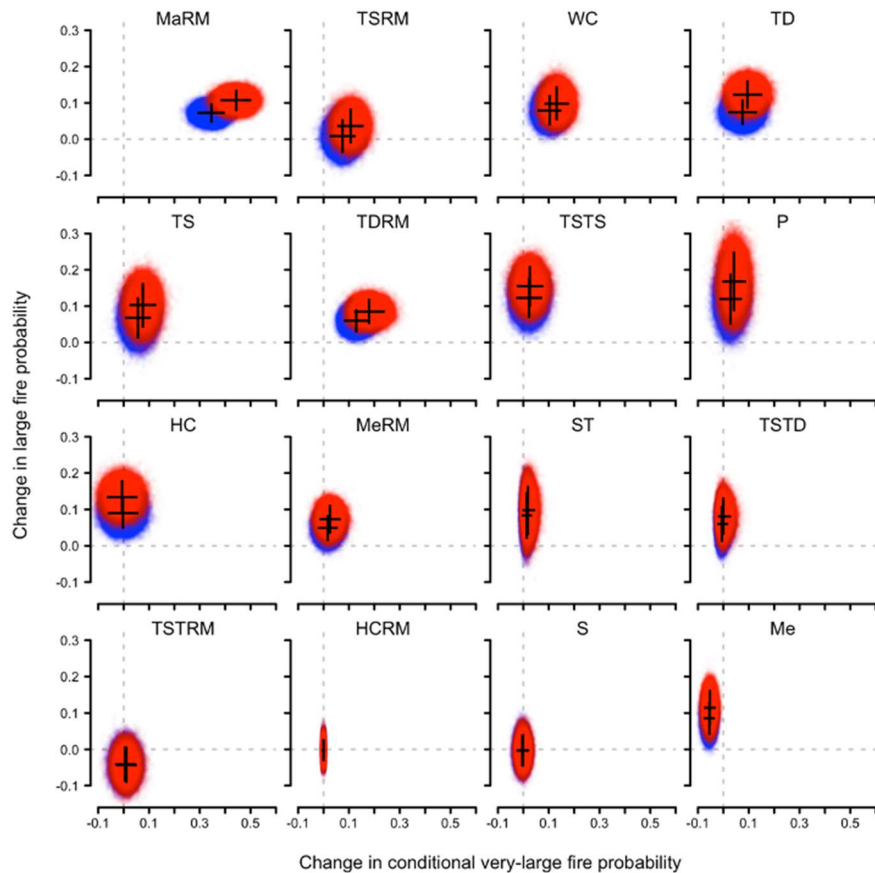 MaRM TSRM WC TD
0.3
0.2
0.1
0.0
-0.1
TS TDRM TSTS P
0.3
0.2
0.1
0.0
-0.1
HC MeRM ST TSTD
0.3
0.2
0.1
0.0
-0.1
TSTRM HCRM S Me
0.3
0.2
0.1
0.0
-0.1
-0.1 0.1 0.3 0.5 -0.1 0.1 0.3 0.5 -0.1 0.1 0.3 0.5 -0.1 0.1 0.3 0.5
Change in large fire probability
Change in conditional very-large fire probability